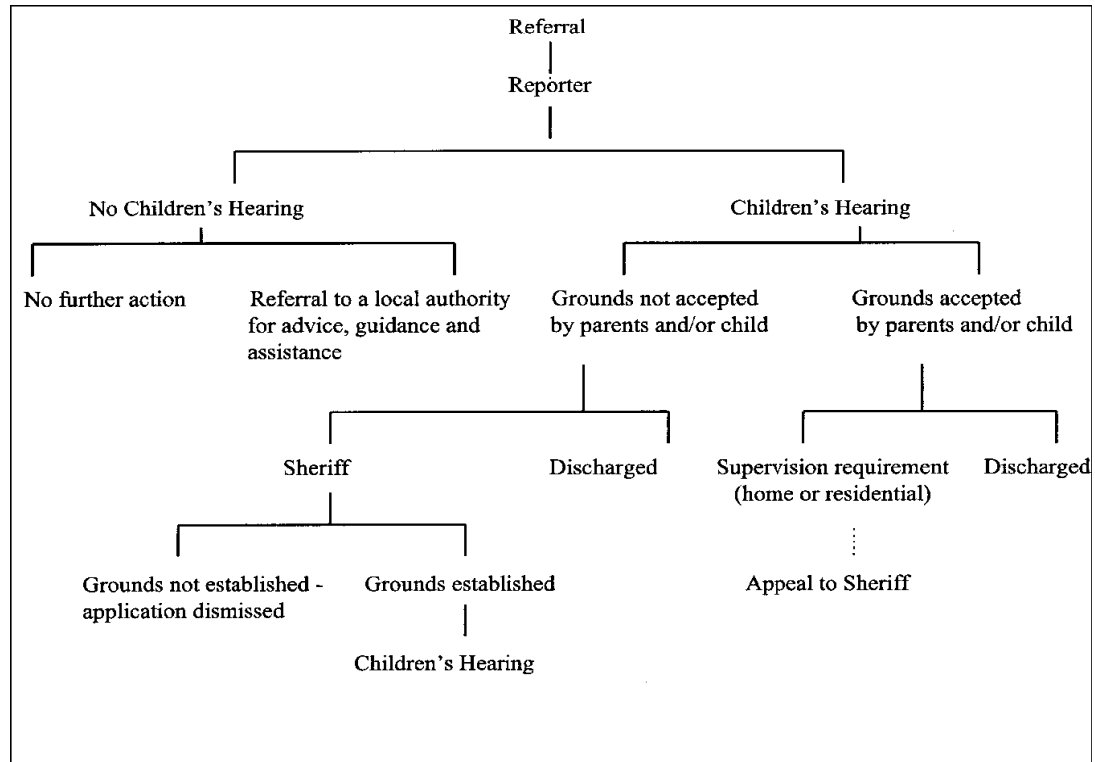 Referral
Reporter
No Children's Hearing
Children's Hearing
No further action
Referral to a local authority
for advice, guidance and
assistance
Grounds not accepted
by parents and/or child
Grounds accepted
by parents and/or child
Sheriff
Discharged
Supervision requirement
(home or residential)
Discharged
Grounds not established -
application dismissed
Grounds established
Appeal to Sheriff
Children's Hearing